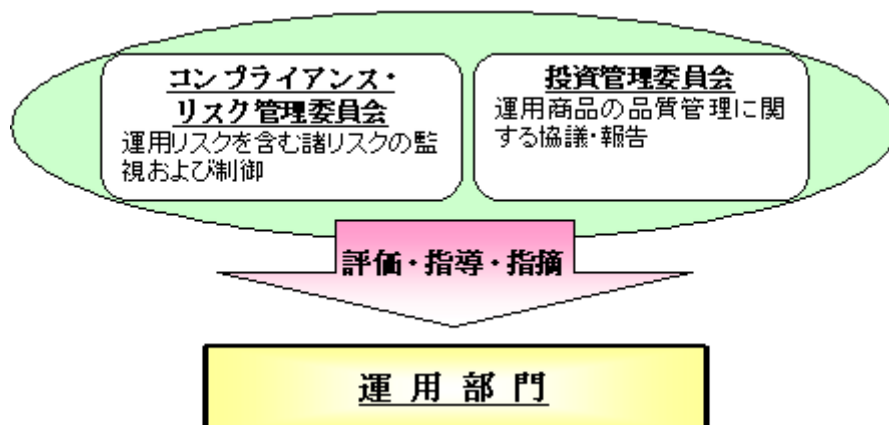 コンプライアンス・
リスク管理委員会
運用リスクを含む諸リスクの監
視および制御
投資管理委員会
運用商品の品質管理に関
する協議・報告
評価・指導・指摘
運用部門